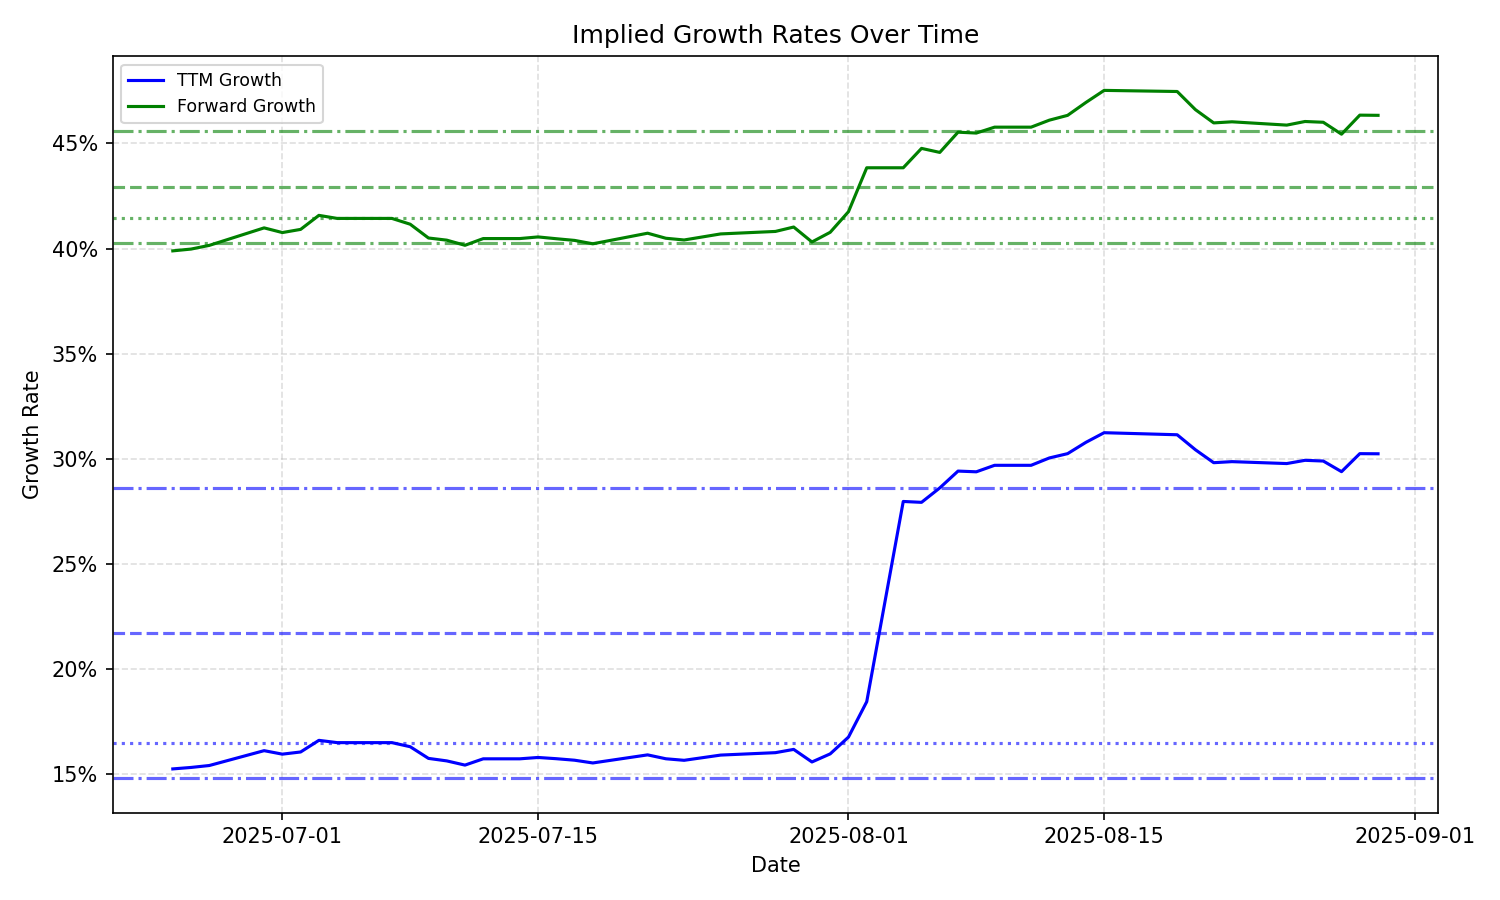 Implied Growth Rates Over Time
TTM Growth
Forward Growth
45%
40%
35%
30%
25%
20%
15%
Growth Rate
2025-07-01 2025-07-15 2025-08-01 2025-08-15 2025-09-01
Date